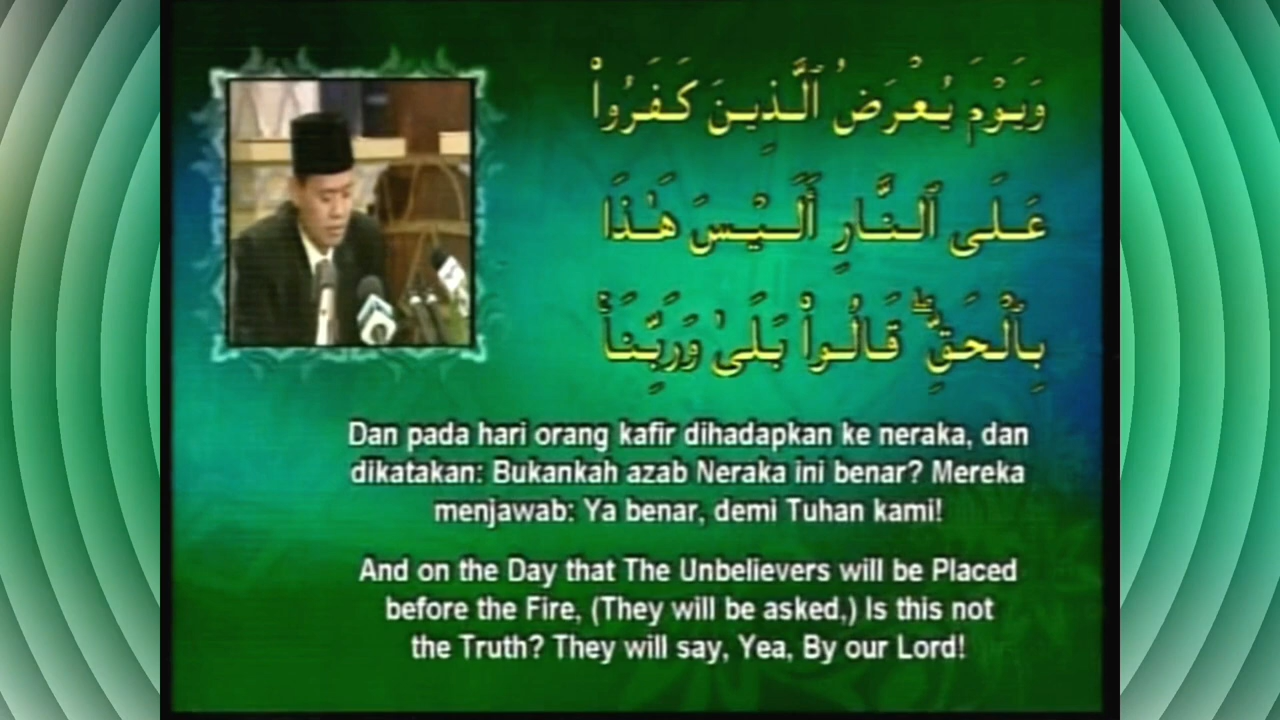 وَيَوْمَ يُعْرَضُ ٱلَّذِينَ كَفَرُوا۟
عَلَى ٱلنَّارِ أَلَيْسَ هَـٰذَا
بِٱلْحَقِّ ۖ قَالُوا۟ بَلَىٰ وَرَبِّنَا ۚ
Dan pada hari orang kafir dihadapkan ke neraka, dan
dikatakan: Bukankah azab Neraka ini benar? Mereka
menjawab: Ya benar, demi Tuhan kami!
And on the Day that The Unbelievers will be Placed
before the Fire, (They will be asked,) Is this not
the Truth? They will say, Yea, By our Lord!